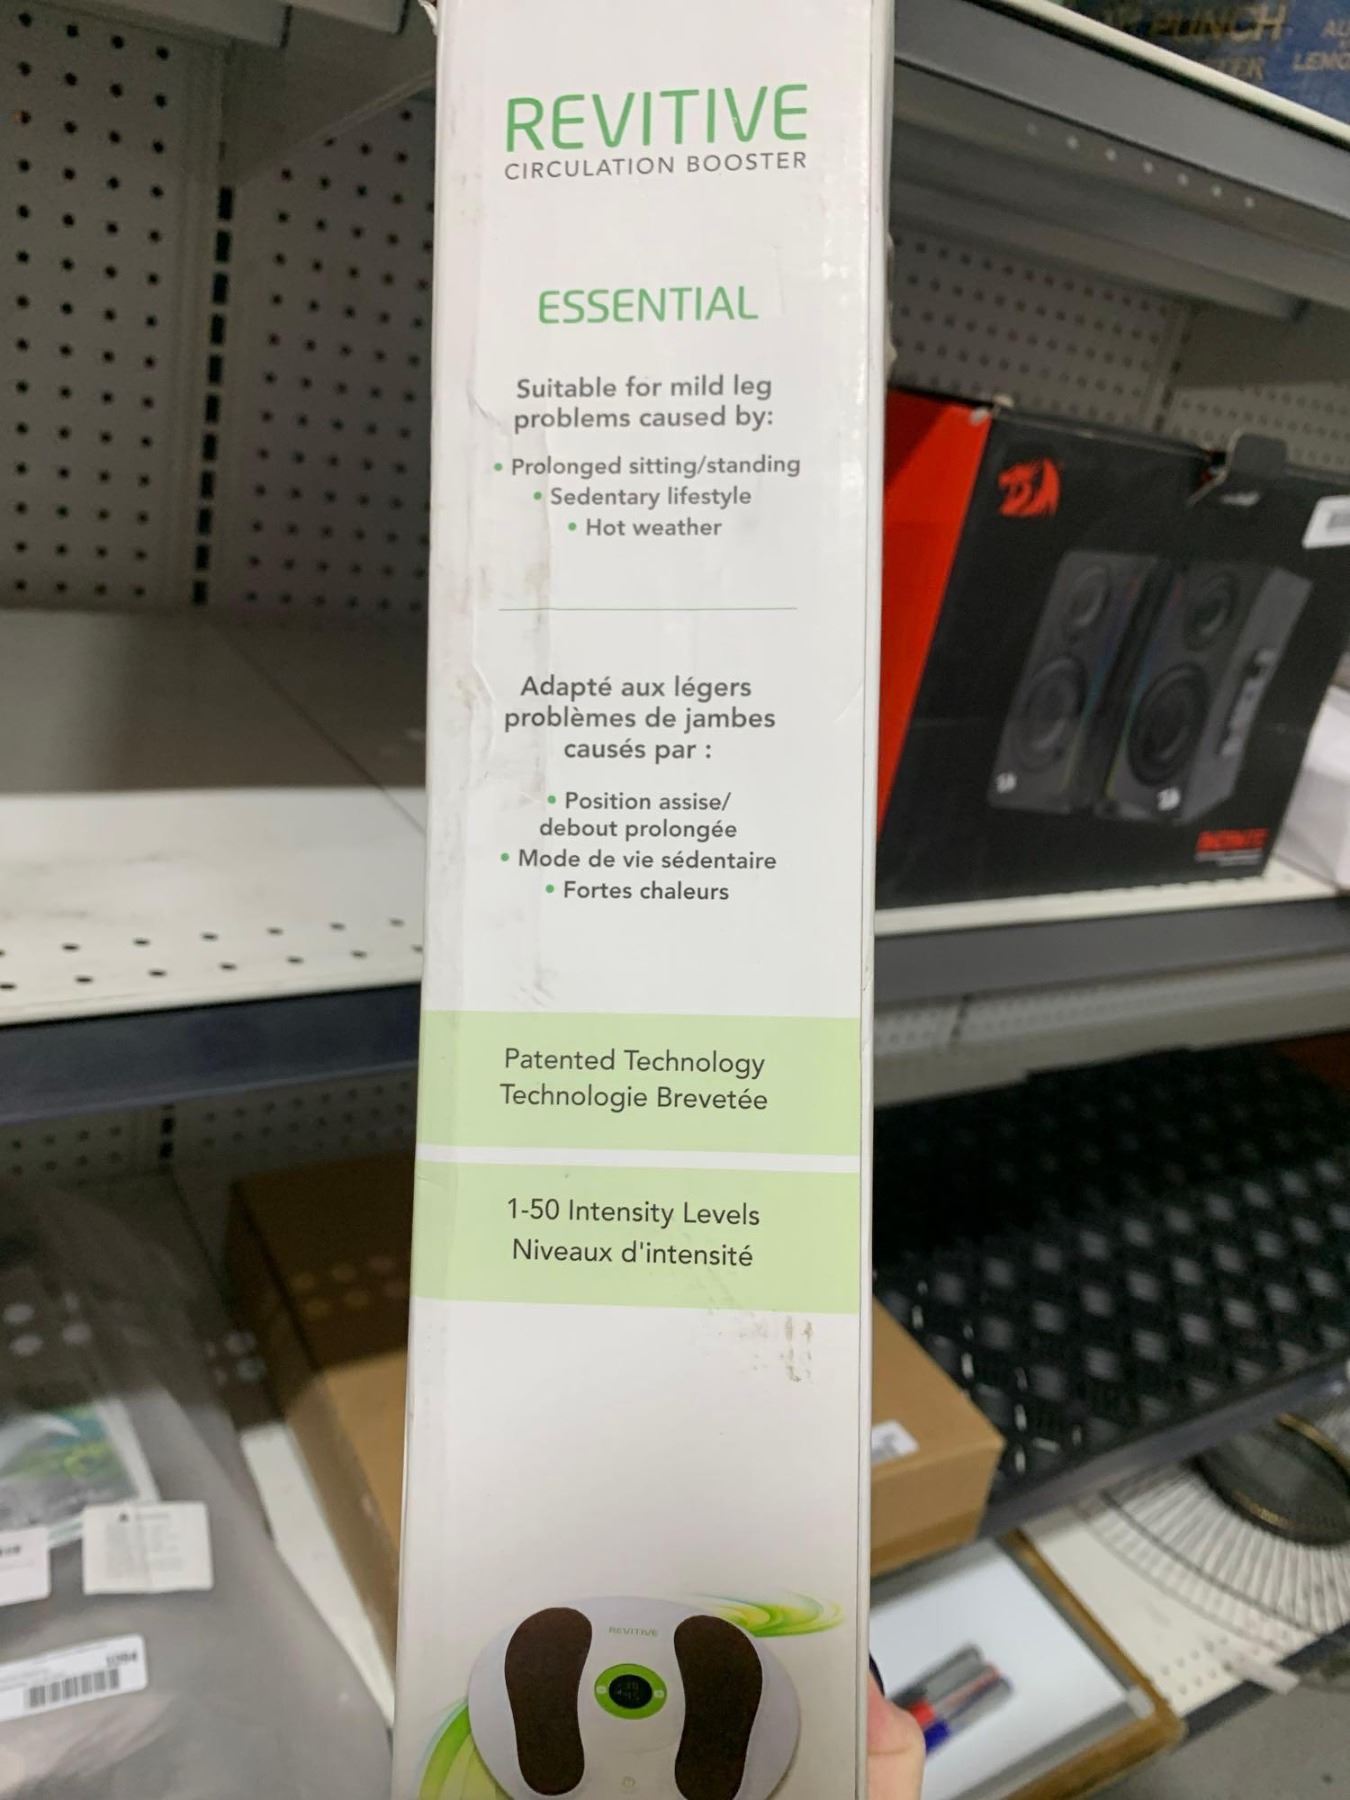 REVITIVE
CIRCULATION BOOSTER
ESSENTIAL
Suitable for mild leg
problems caused by:
• Prolonged sitting/standing
• Sedentary lifestyle
• Hot weather
Adapté aux légers
problèmes de jambes
causés par :
• Position assise/
debout prolongée
• Mode de vie sédentaire
• Fortes chaleurs
Patented Technology
Technologie Brevetée
1-50 Intensity Levels
Niveaux d'intensité
REVITIVE
PUNCH